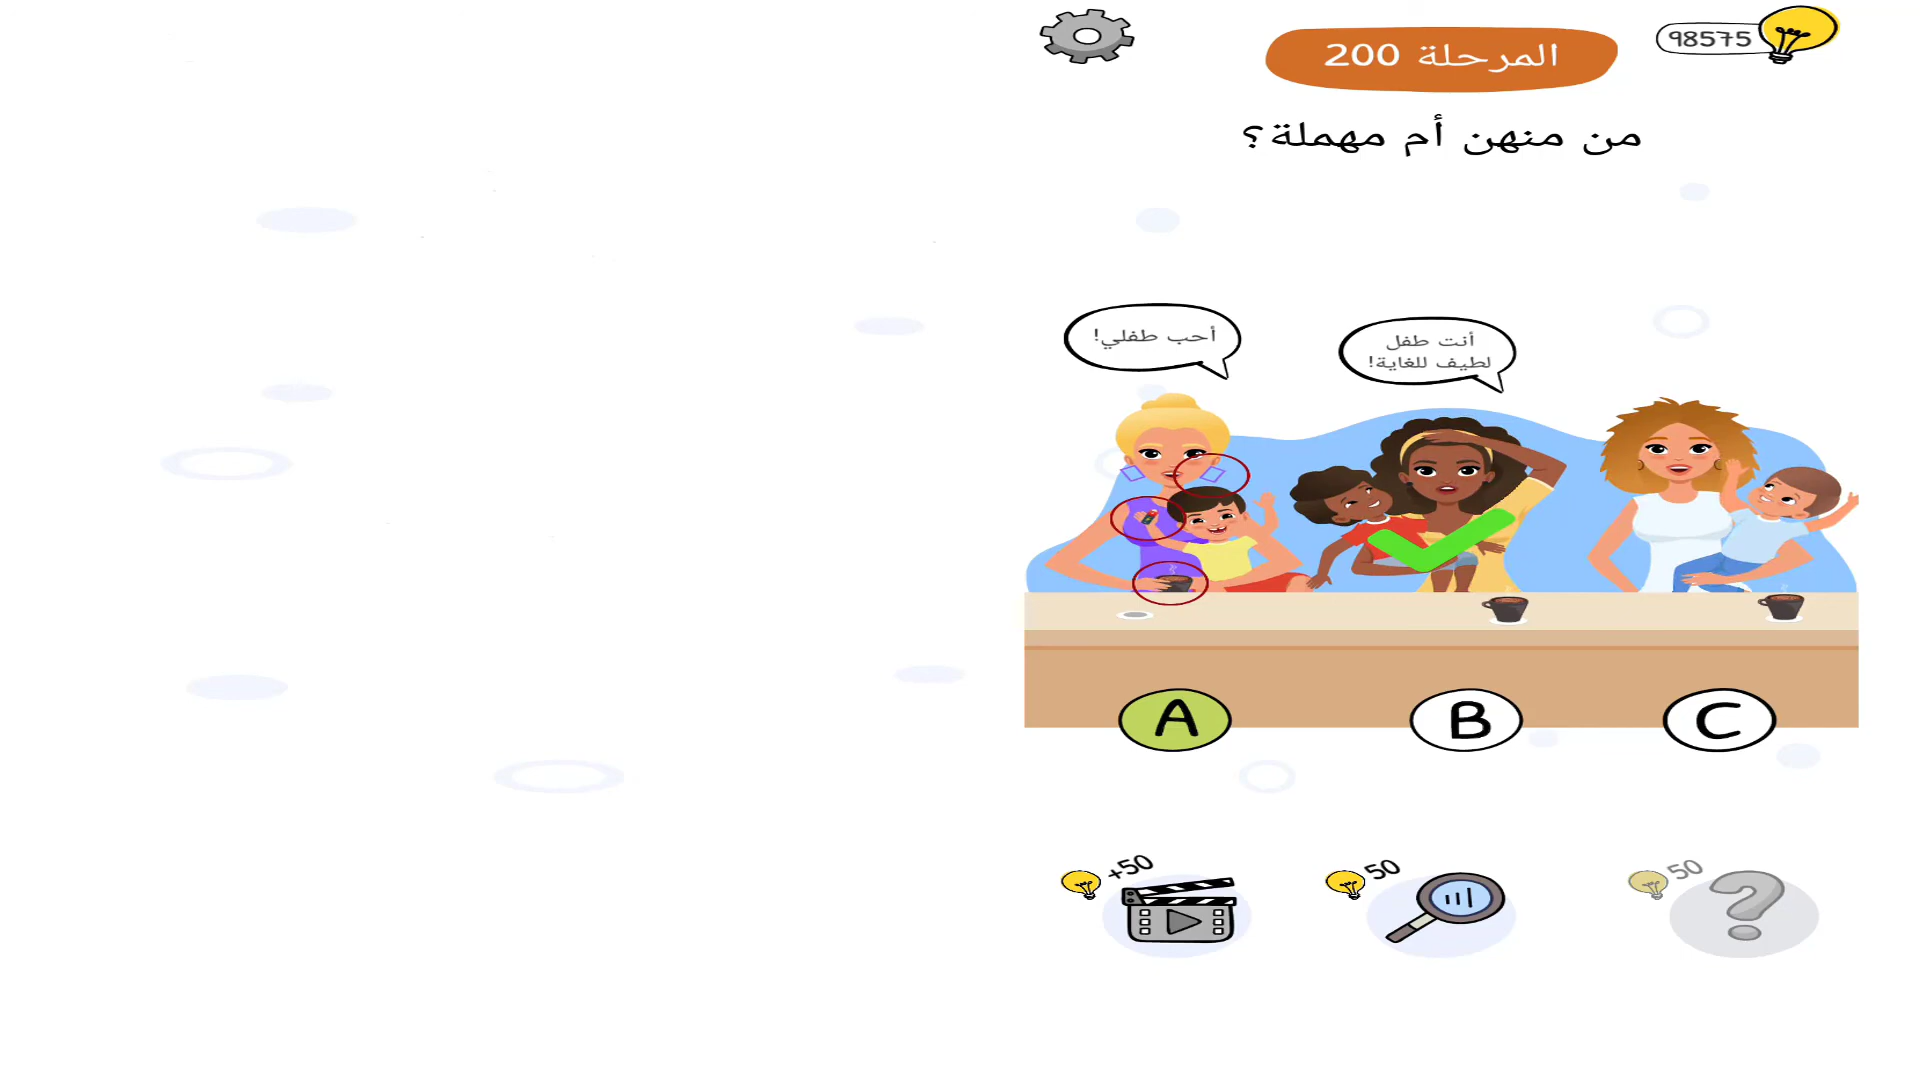 98575
المرحلة 200
من منهن أم مهملة؟
أنت طفل
لطيف للغاية!
أحب طفلي!
A
B
C
+50
50
50